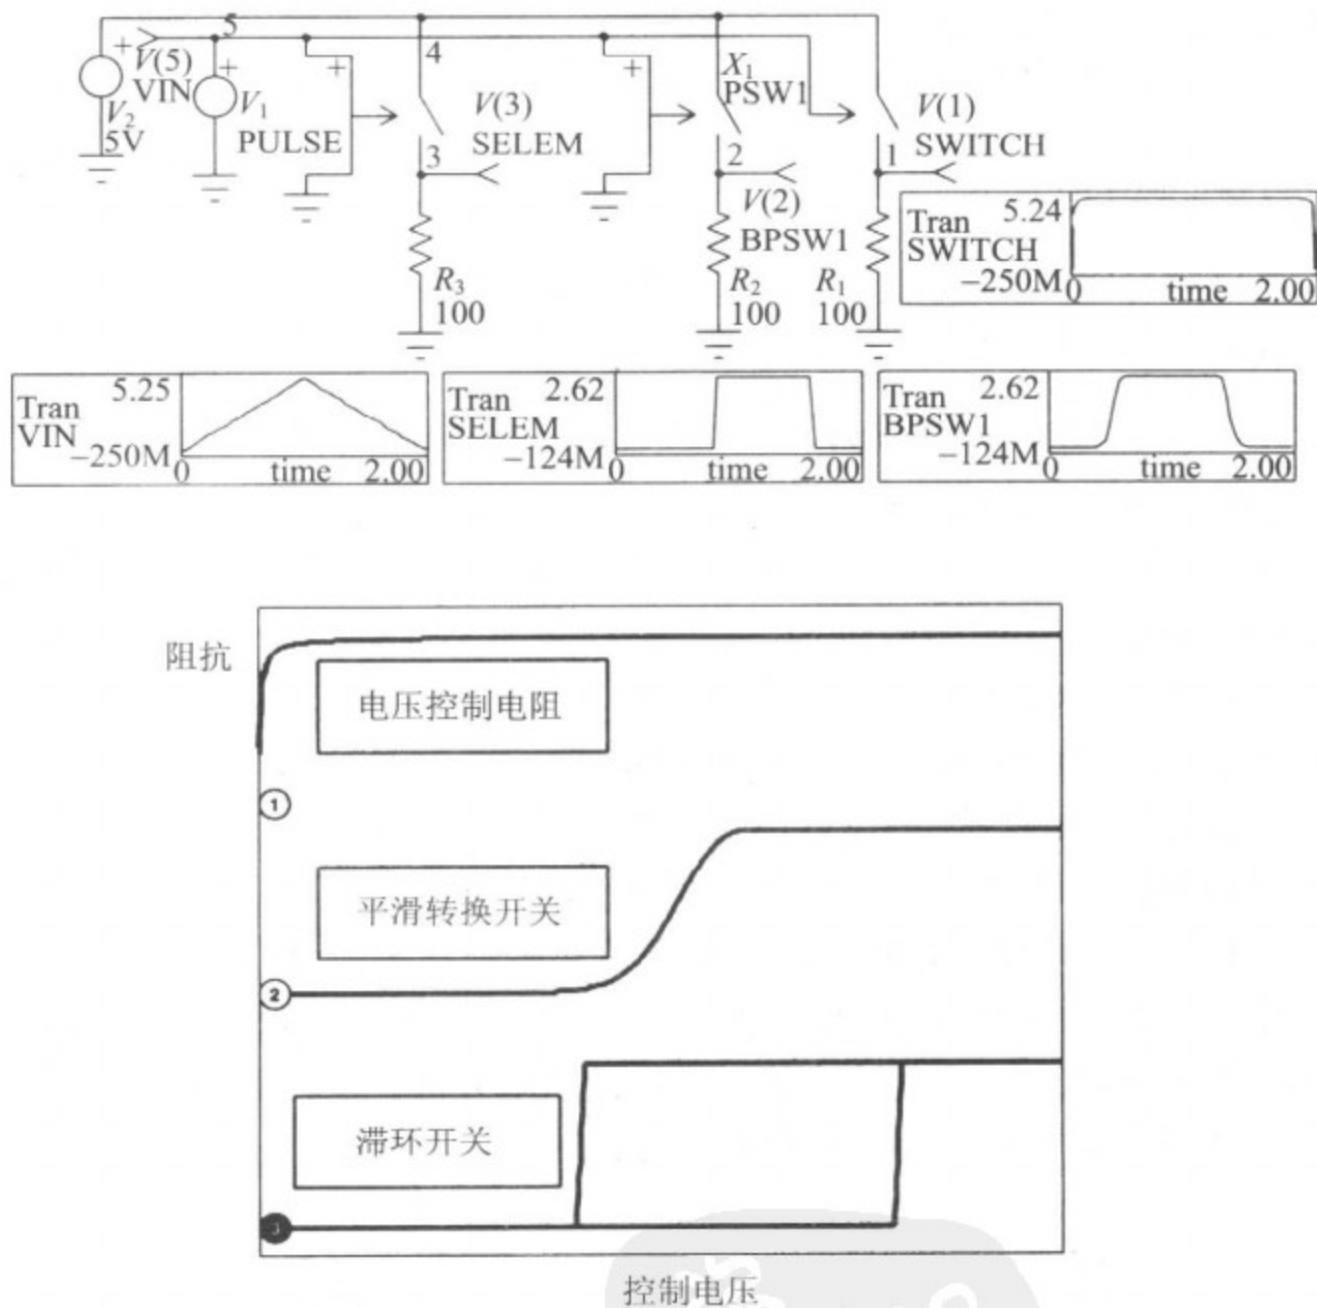 5
+
V(5)
VIN
V₂
5V
+
V₁
PULSE
+
4
V(3)
SELEM
3
R₃
100
+
X₁
PSW1
2
V(2)
BPSW1
R₂
100
V(1)
SWITCH
1
R₁
100
Tran 5.24
SWITCH
−250M
0 time 2.00
Tran 5.25
VIN
−250M
0 time 2.00
Tran 2.62
SELEM
−124M
0 time 2.00
Tran 2.62
BPSW1
−124M
0 time 2.00
阻抗
电压控制电阻
1
平滑转换开关
2
滞环开关
3
控制电压